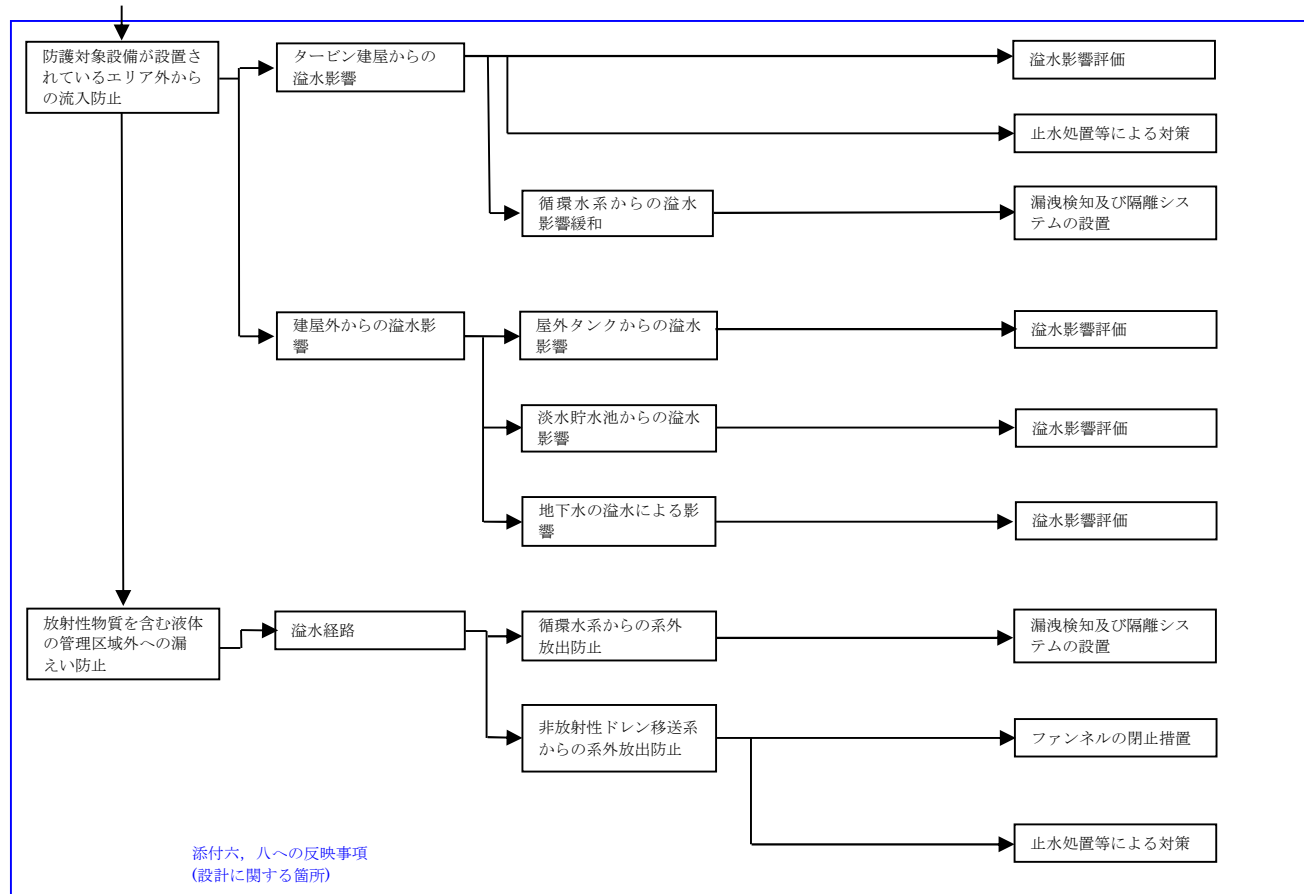 防護対象設備が設置さ
れているエリア外から
の流入防止
タービン建屋からの
溢水影響
溢水影響評価
止水処置等による対策
循環水系からの溢水
影響緩和
漏洩検知及び隔離シス
テムの設置
建屋外からの溢水影
響
屋外タンクからの溢水
影響
溢水影響評価
淡水貯水池からの溢水
影響
溢水影響評価
地下水の溢水による影
響
溢水影響評価
放射性物質を含む液体
の管理区域外への漏
えい防止
溢水経路
循環水系からの系外
放出防止
漏洩検知及び隔離シス
テムの設置
非放射性ドレン移送系
からの系外放出防止
ファンネルの閉止措置
止水処置等による対策
添付六，八への反映事項
(設計に関する箇所)